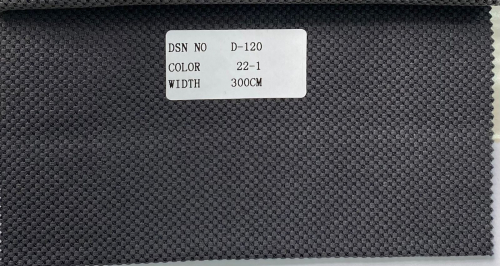 DSN NO D-120
COLOR 22-1
WIDTH 300CM